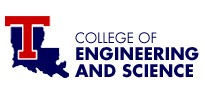 T
COLLEGE OF
ENGINEERING
AND SCIENCE